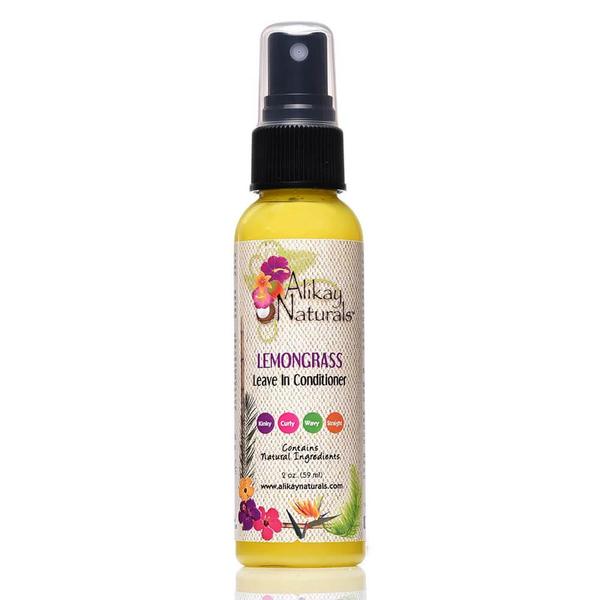 Alikay
Naturals™
LEMONGRASS
Leave In Conditioner
Kinky Curly Wavy Straight
Contains
Natural Ingredients
2 oz. (59 ml)
www.alikaynaturals.com